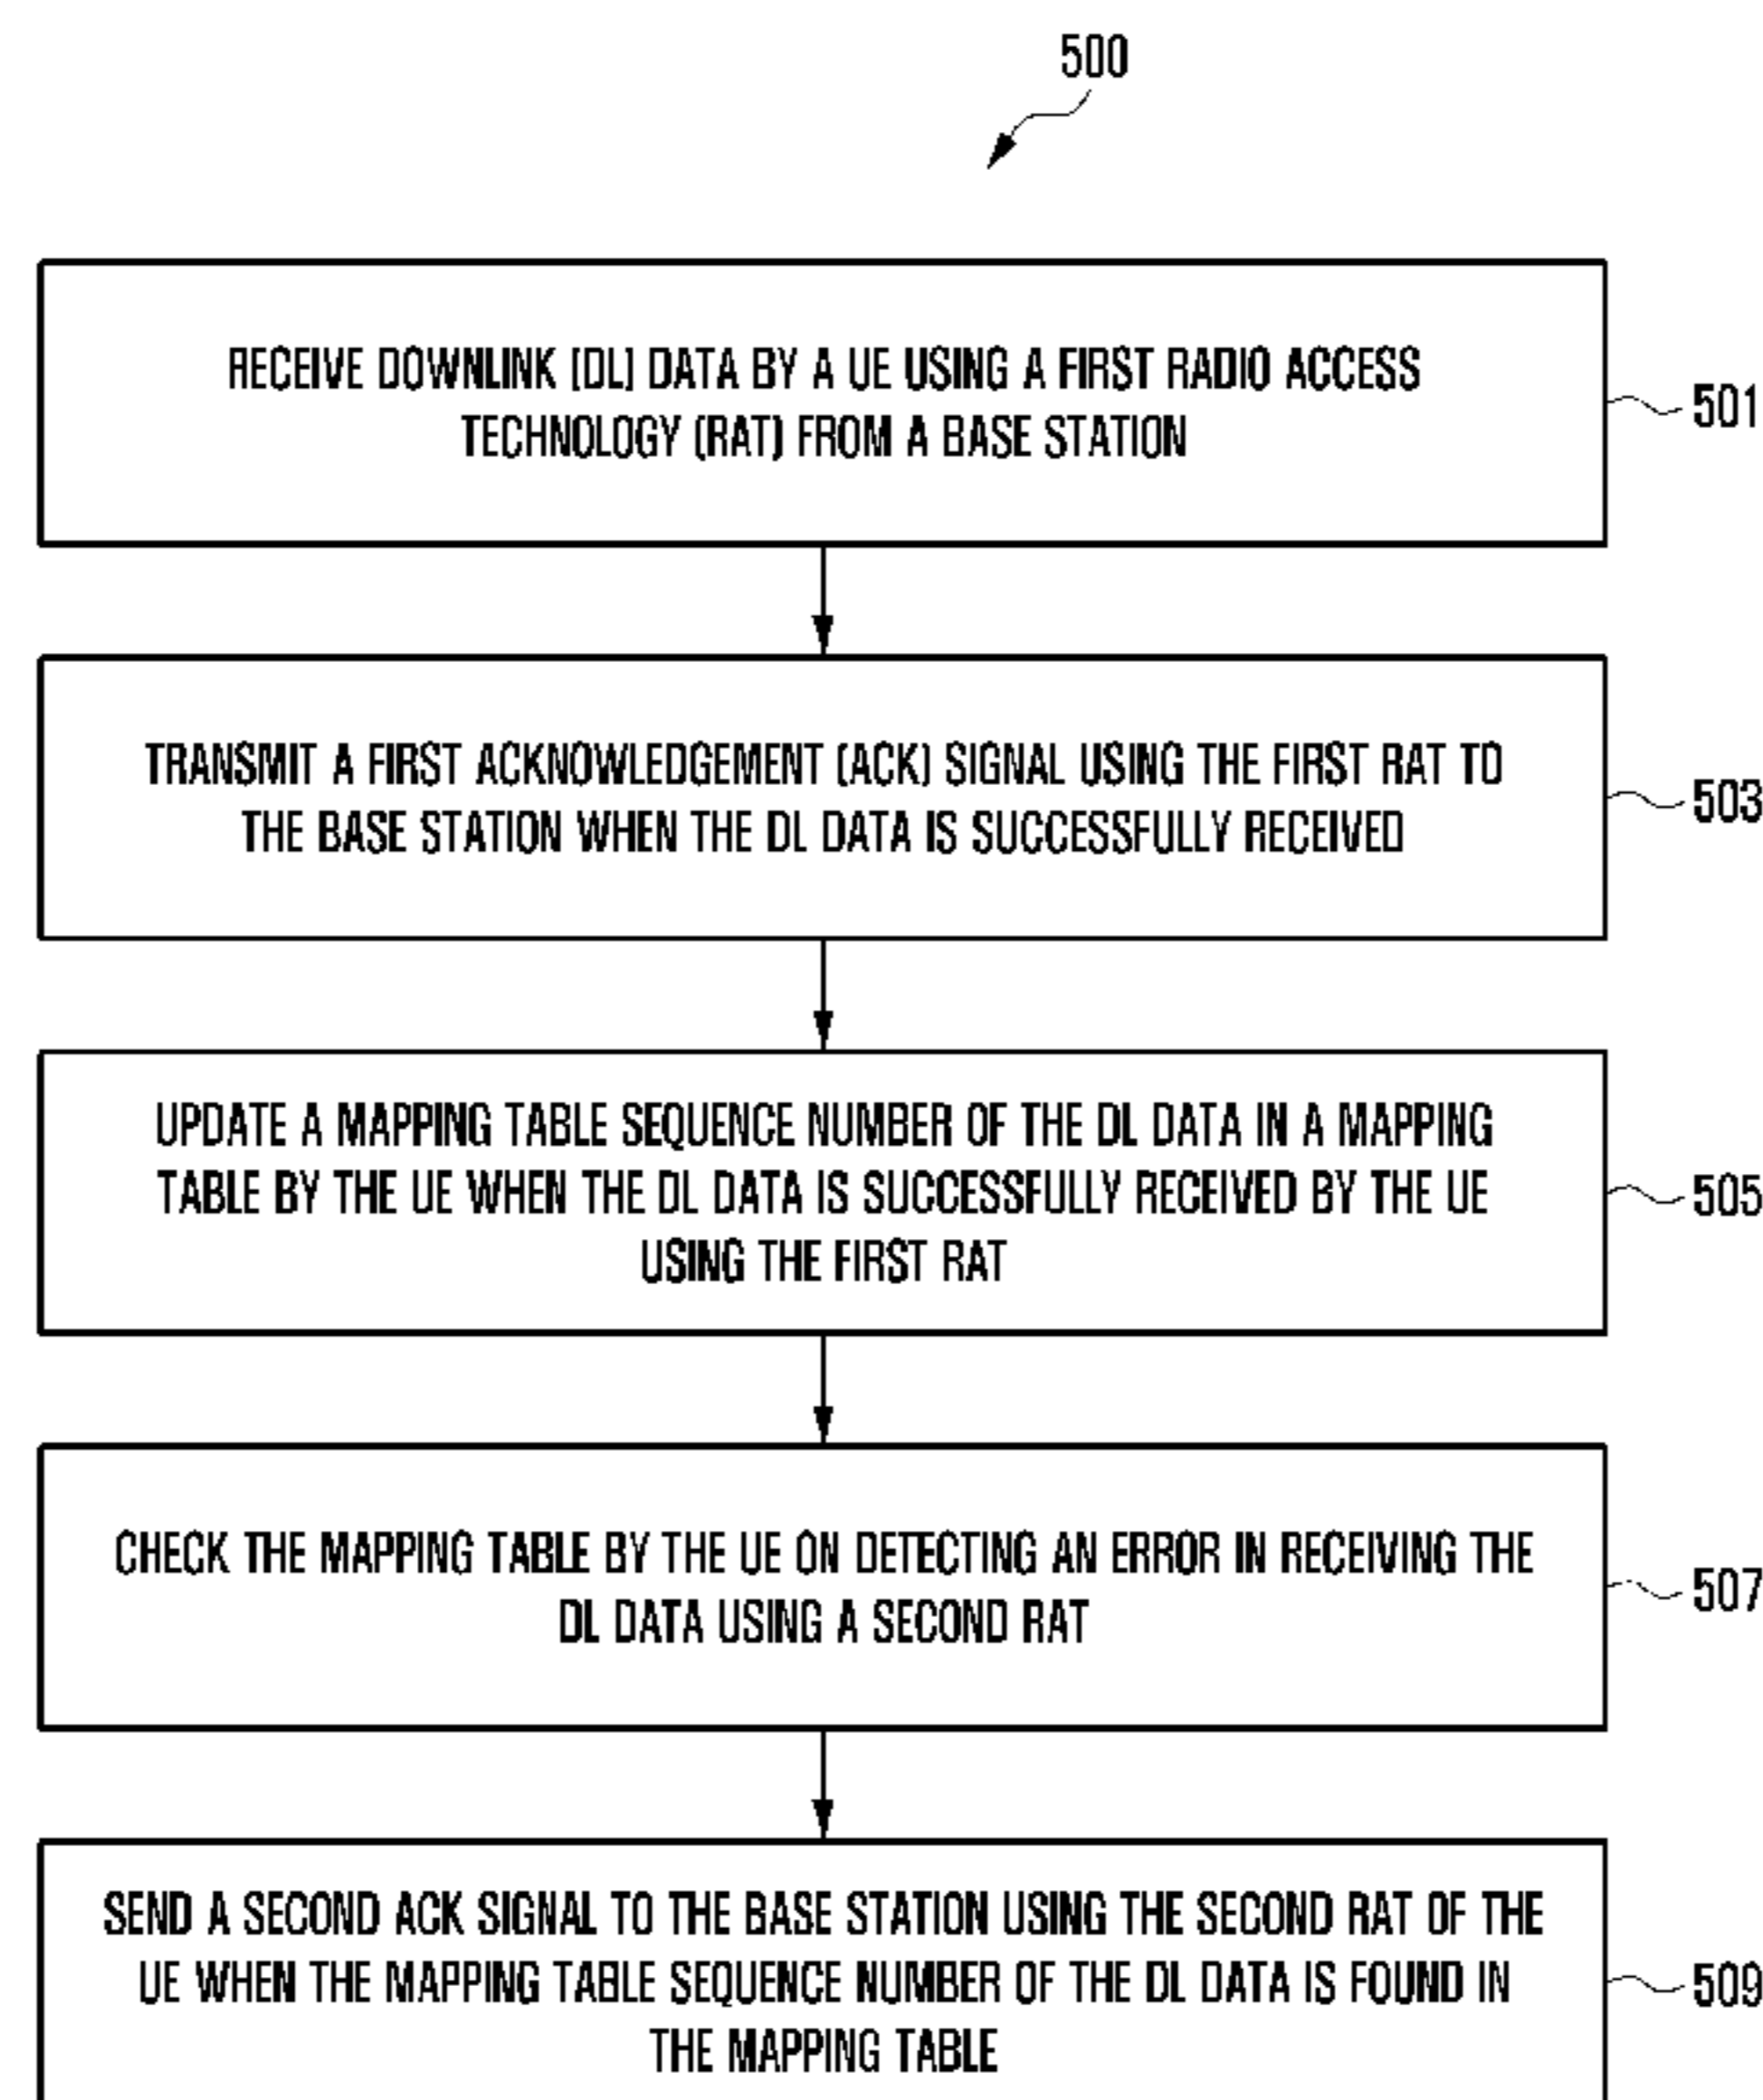 500
RECEIVE DOWNLINK (DL) DATA BY A UE USING A FIRST RADIO ACCESS
TECHNOLOGY (RAT) FROM A BASE STATION
501
TRANSMIT A FIRST ACKNOWLEDGEMENT (ACK) SIGNAL USING THE FIRST RAT TO
THE BASE STATION WHEN THE DL DATA IS SUCCESSFULLY RECEIVED
503
UPDATE A MAPPING TABLE SEQUENCE NUMBER OF THE DL DATA IN A MAPPING
TABLE BY THE UE WHEN THE DL DATA IS SUCCESSFULLY RECEIVED BY THE UE
USING THE FIRST RAT
505
CHECK THE MAPPING TABLE BY THE UE ON DETECTING AN ERROR IN RECEIVING THE
DL DATA USING A SECOND RAT
507
SEND A SECOND ACK SIGNAL TO THE BASE STATION USING THE SECOND RAT OF THE
UE WHEN THE MAPPING TABLE SEQUENCE NUMBER OF THE DL DATA IS FOUND IN
THE MAPPING TABLE
509